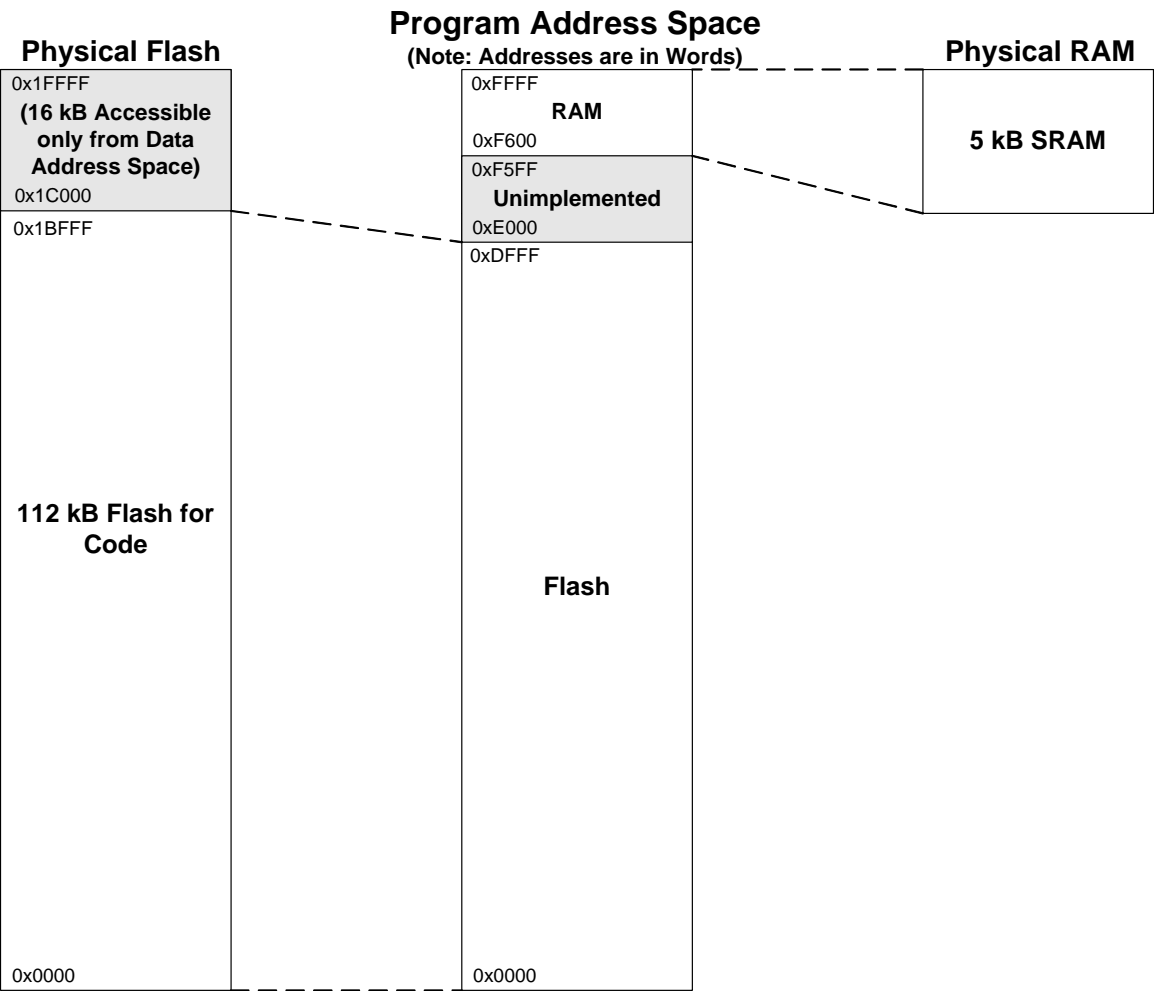 Program Address Space
(Note: Addresses are in Words)
Physical Flash
0x1FFFF
(16 kB Accessible
only from Data
Address Space)
0x1C000
0x1BFFF
112 kB Flash for
Code
0x0000
0xFFFF
RAM
0xF600
0xF5FF
Unimplemented
0xE000
0xDFFF
Flash
0x0000
Physical RAM
5 kB SRAM